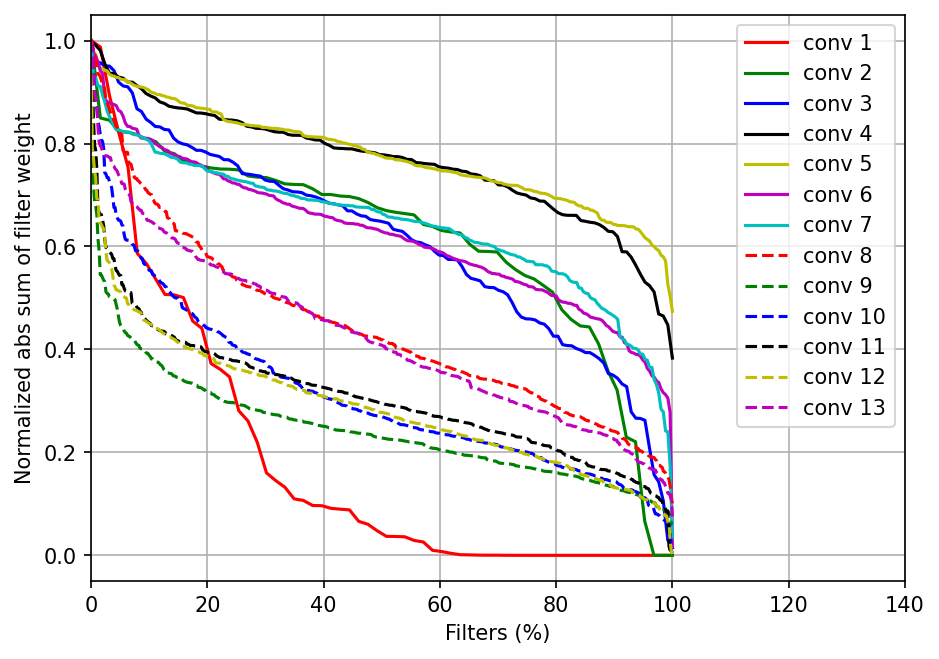 1.0
0.8
0.6
0.4
0.2
0.0
Normalized abs sum of filter weight
0 20 40 60 80 100 120 140
Filters (%)
conv 1
conv 2
conv 3
conv 4
conv 5
conv 6
conv 7
conv 8
conv 9
conv 10
conv 11
conv 12
conv 13